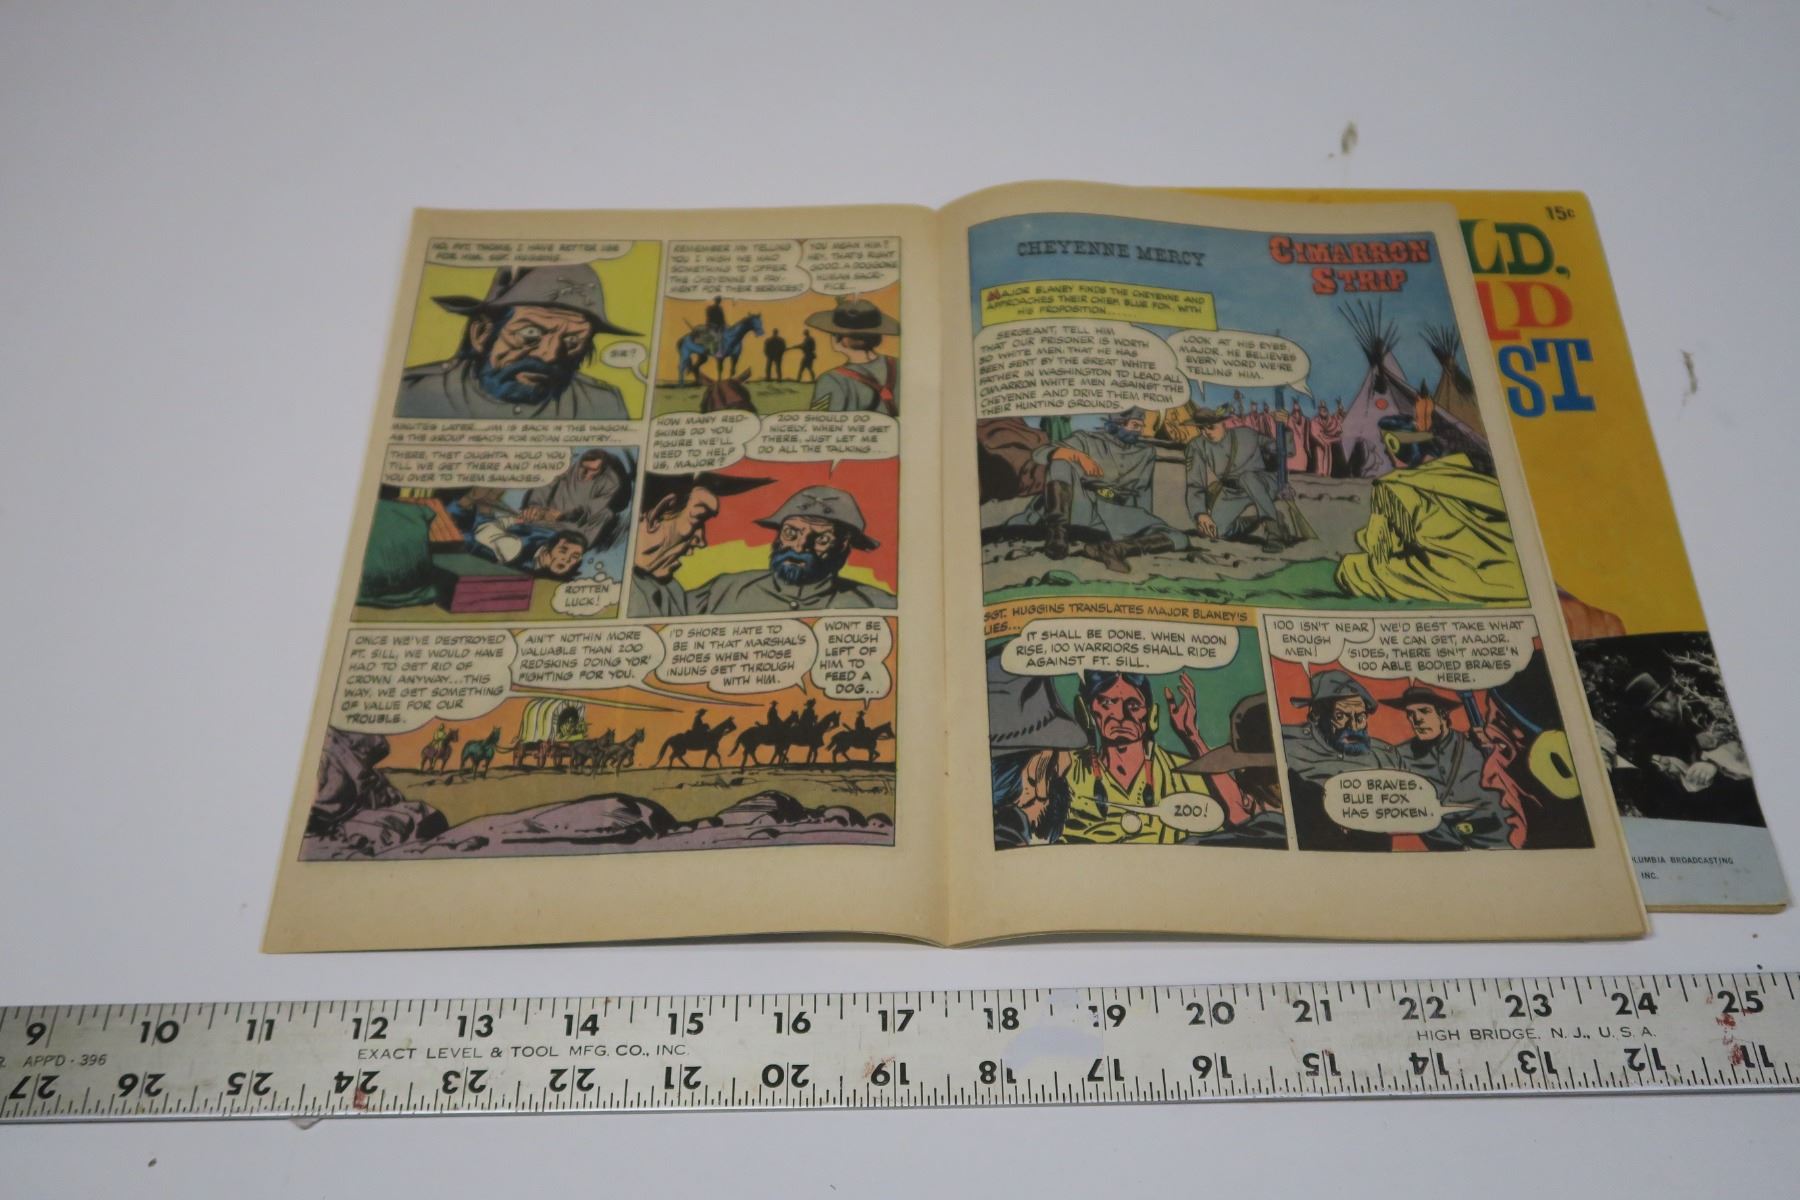 NO, PVT. THOMS, I HAVE BETTER USE
FOR HIM. SGT. HUGGINS...
SIR?
REMEMBER MY TELLING
YOU I WISH WE HAD
SOMETHING TO OFFER
THE CHEYENNE IN PAY-
MENT FOR THEIR SERVICES?
YOU MEAN HIM?
HEY, THAT'S RIGHT
GOOD. A DOGGONE
HUMAN SACRI-
FICE...
MINUTES LATER...JIM IS BACK IN THE WAGON...
AS THE GROUP HEADS FOR INDIAN COUNTRY...
THERE, THET OUGHTA HOLD YOU
TILL WE GET THERE AND HAND
YOU OVER TO THEM SAVAGES.
ROTTEN
LUCK!
HOW MANY RED-
SKINS DO YOU
FIGURE WE'LL
NEED TO HELP
US, MAJOR?
200 SHOULD DO
NICELY. WHEN WE GET
THERE, JUST LET ME
DO ALL THE TALKING...
ONCE WE'VE DESTROYED
FT. SILL, WE WOULD HAVE
HAD TO GET RID OF
CROWN ANYWAY...THIS
WAY, WE GET SOMETHING
OF VALUE FOR OUR
TROUBLE.
AIN'T NOTHIN MORE
VALUABLE THAN 200
REDSKINS DOING YOR'
FIGHTING FOR YOU.
I'D SHORE HATE TO
BE IN THAT MARSHAL'S
SHOES WHEN THOSE
INJUNS GET THROUGH
WITH HIM.
WON'T BE
ENOUGH
LEFT OF
HIM TO
FEED A
DOG...
CHEYENNE MERCY
CIMARRON
STRIP
MAJOR BLANEY FINDS THE CHEYENNE AND
APPROACHES THEIR CHIEF, BLUE FOX, WITH
HIS PROPOSITION......
SERGEANT, TELL HIM
THAT OUR PRISONER IS WORTH
50 WHITE MEN; THAT HE HAS
BEEN SENT BY THE GREAT WHITE
FATHER IN WASHINGTON TO LEAD ALL
CIMARRON WHITE MEN AGAINST THE
CHEYENNE AND DRIVE THEM FROM
THEIR HUNTING GROUNDS.
LOOK AT HIS EYES,
MAJOR. HE BELIEVES
EVERY WORD WE'RE
TELLING HIM.
SGT. HUGGINS TRANSLATES MAJOR BLANEY'S
LIES...
IT SHALL BE DONE. WHEN MOON
RISE, 100 WARRIORS SHALL RIDE
AGAINST FT. SILL.
200!
100 ISN'T NEAR
ENOUGH
MEN!
WE'D BEST TAKE WHAT
WE CAN GET, MAJOR.
'SIDES, THERE ISN'T MORE'N
100 ABLE BODIED BRAVES
HERE.
100 BRAVES.
BLUE FOX
HAS SPOKEN.
15¢
LD,
LD
ST
LUMBIA BROADCASTING
INC.
9 10 11 12 13 14 15 16 17 18 19 20 21 22 23 24 25
APP'D - 396
EXACT LEVEL & TOOL MFG. CO., INC.
HIGH BRIDGE, N. J., U. S. A.
27 26 25 24 23 22 21 20 19 18 17 16 15 14 13 12 11